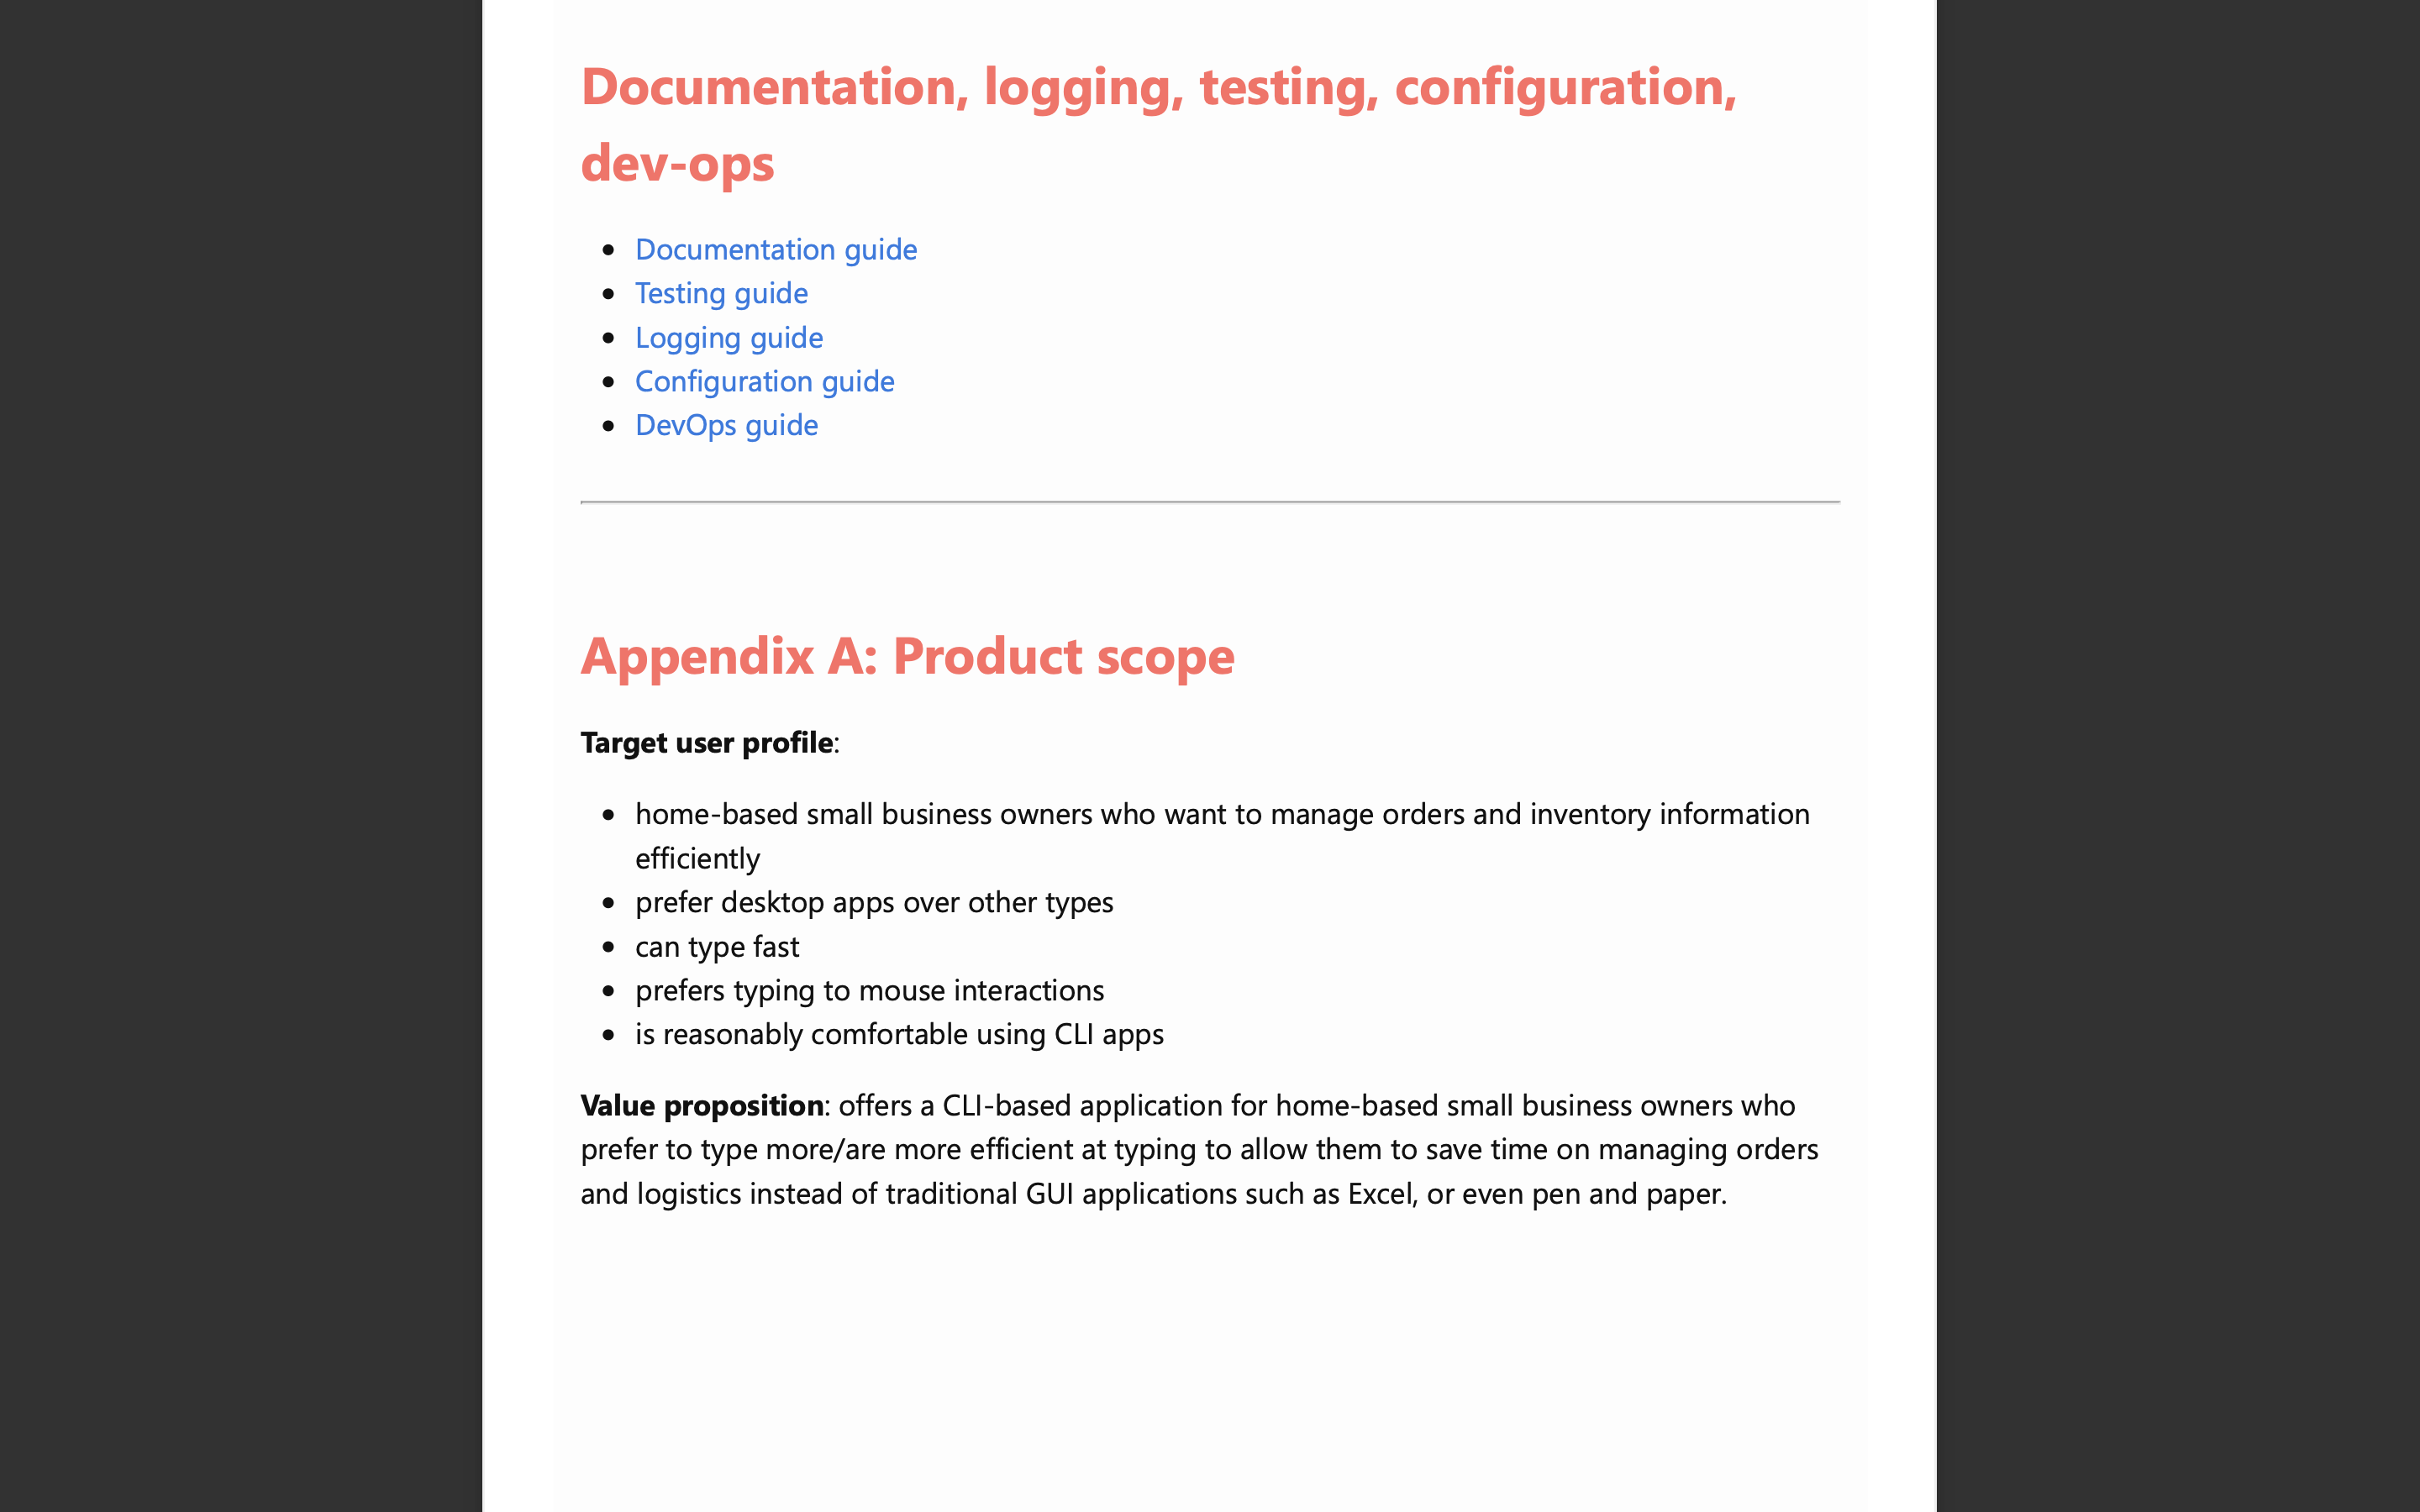 Documentation, logging, testing, configuration,
dev-ops
Documentation guide
Testing guide
Logging guide
Configuration guide
DevOps guide
Appendix A: Product scope
Target user profile:
home-based small business owners who want to manage orders and inventory information
efficiently
prefer desktop apps over other types
can type fast
prefers typing to mouse interactions
is reasonably comfortable using CLI apps
Value proposition: offers a CLI-based application for home-based small business owners who
prefer to type more/are more efficient at typing to allow them to save time on managing orders
and logistics instead of traditional GUI applications such as Excel, or even pen and paper.